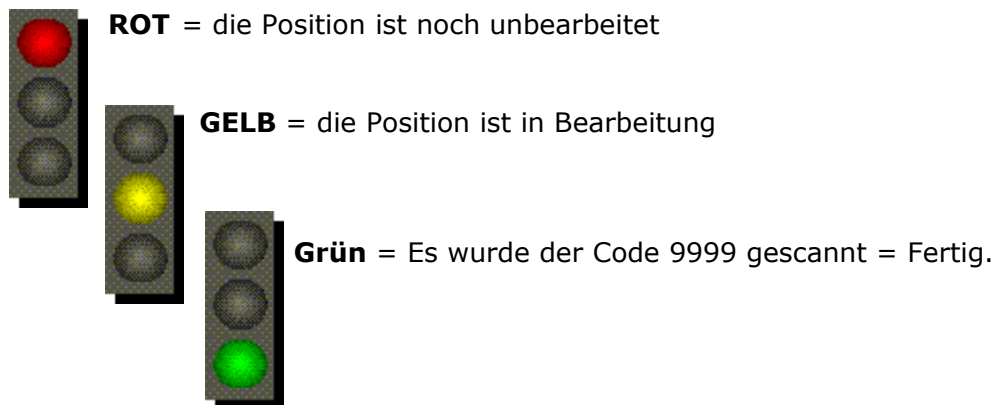 ROT = die Position ist noch unbearbeitet
GELB = die Position ist in Bearbeitung
Grün = Es wurde der Code 9999 gescannt = Fertig.